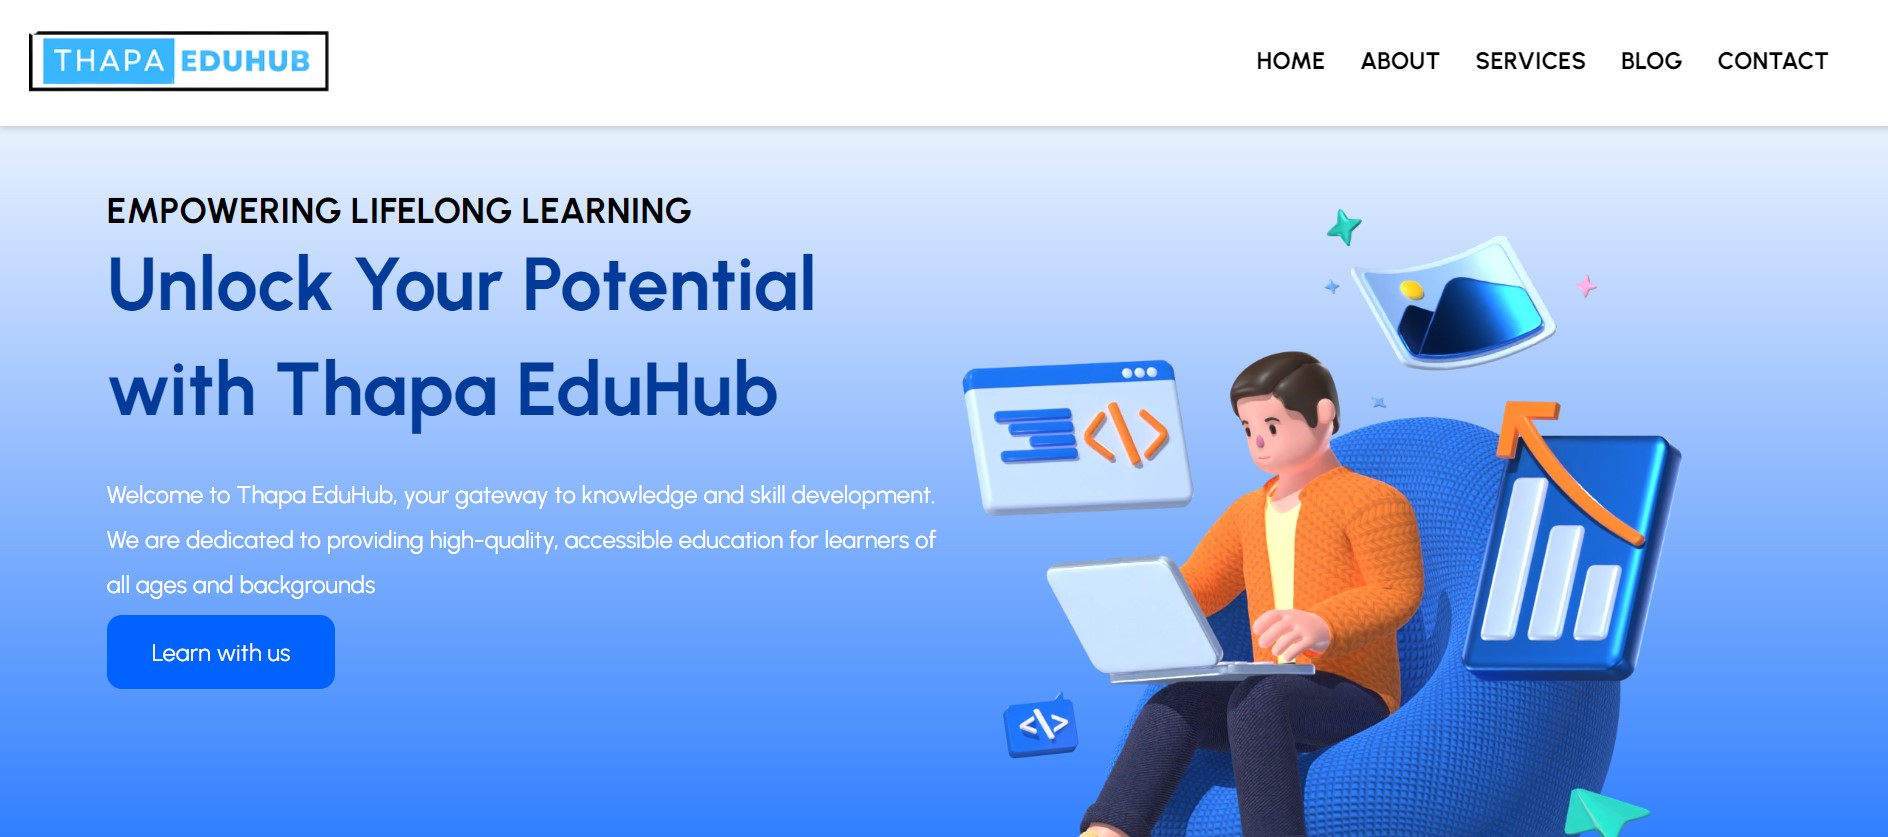 THAPA EDUHUB
HOME ABOUT SERVICES BLOG CONTACT
EMPOWERING LIFELONG LEARNING
Unlock Your Potential
with Thapa EduHub
Welcome to Thapa EduHub, your gateway to knowledge and skill development.
We are dedicated to providing high-quality, accessible education for learners of
all ages and backgrounds
Learn with us